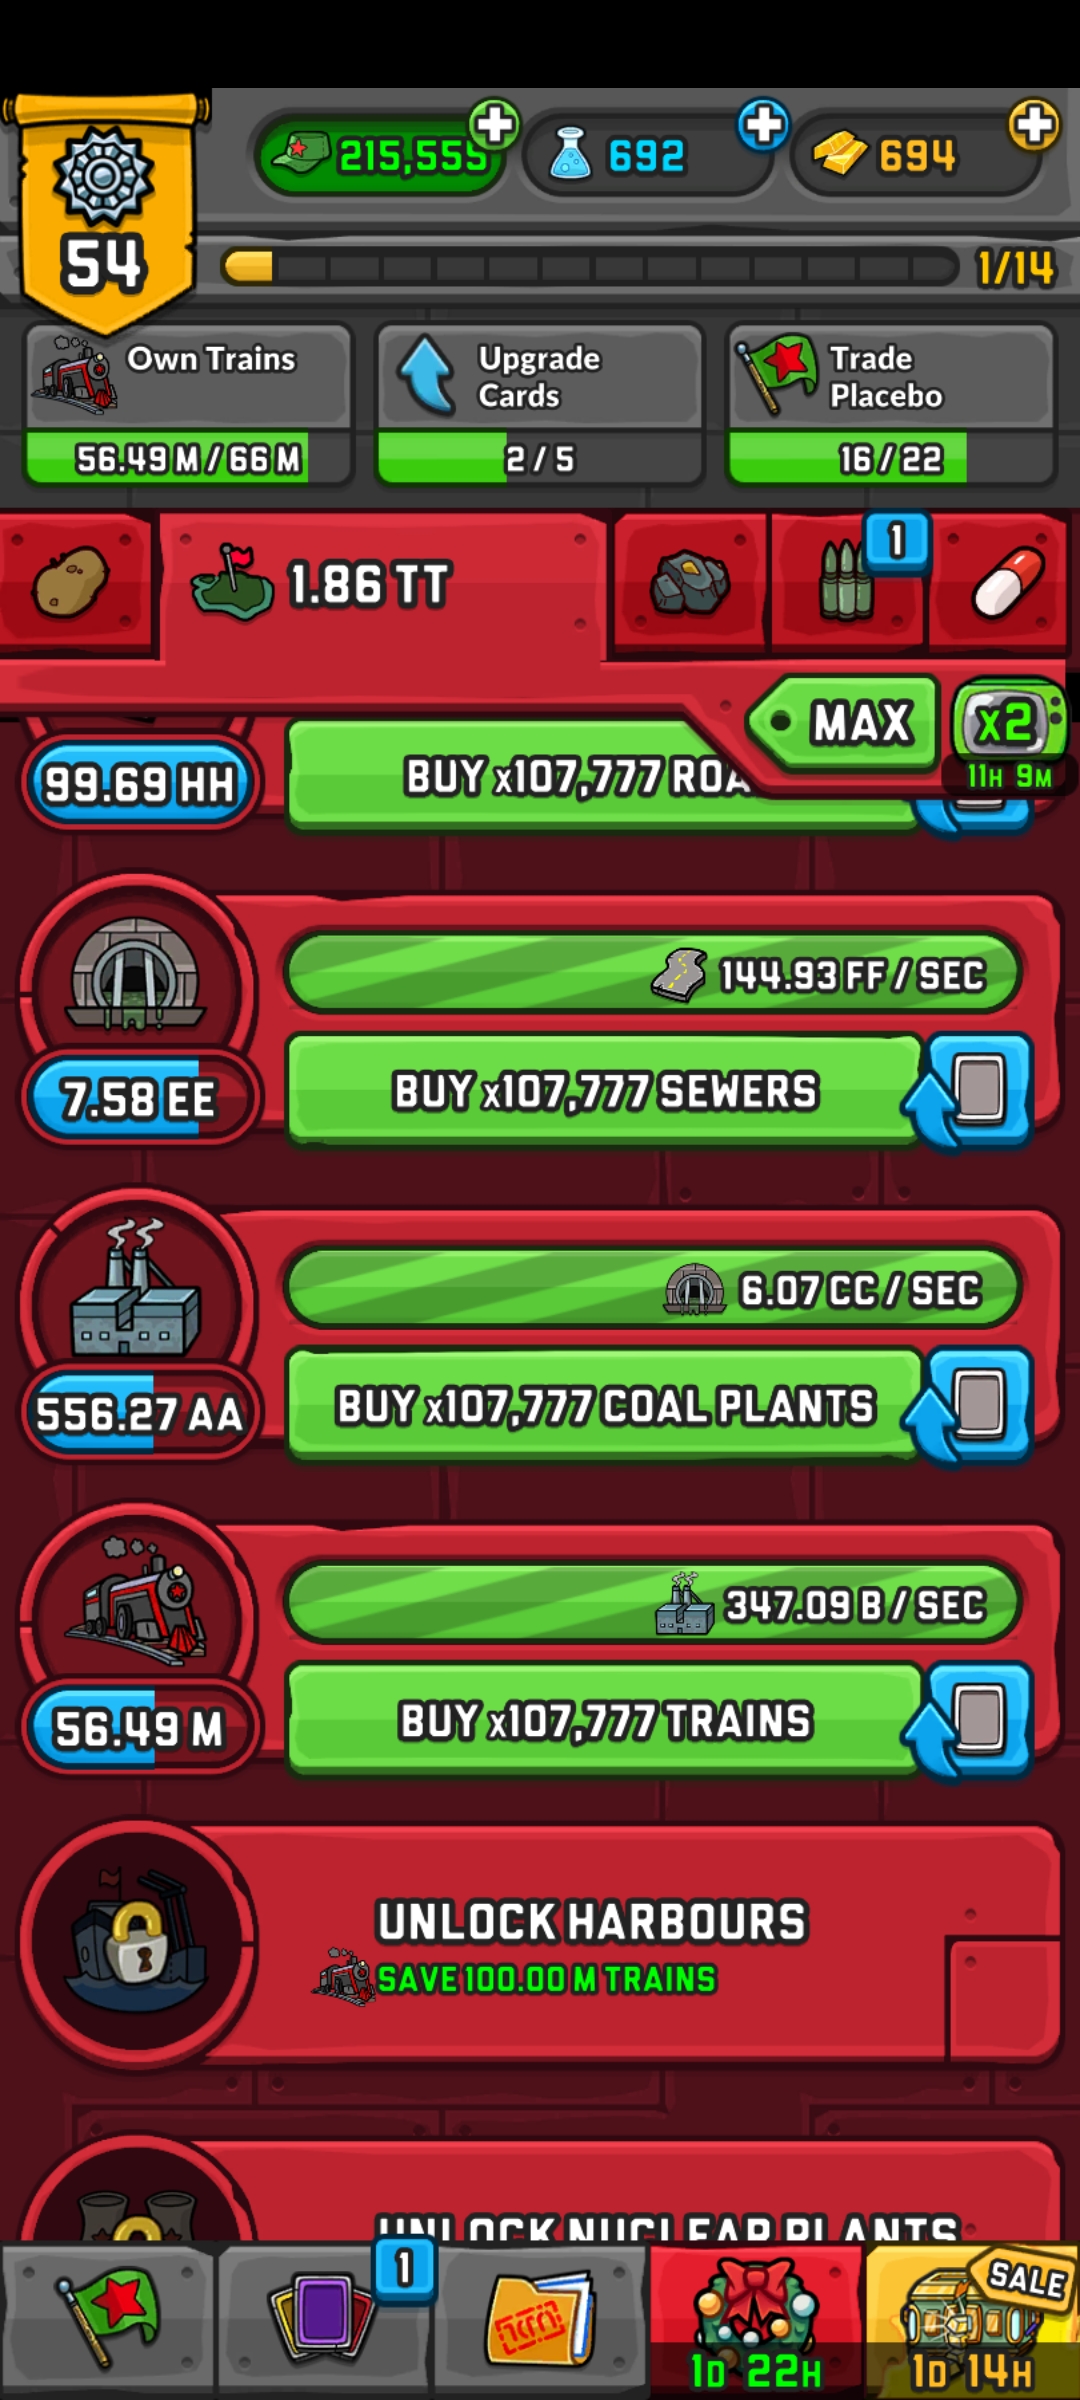 215,555
692
694
54
1/14
Own Trains
56.49 M / 66 M
Upgrade
Cards
2 / 5
Trade
Placebo
16 / 22
1.86 TT
1
MAX
x2
11H 9M
99.69 HH
BUY x107,777 ROA
144.93 FF / SEC
7.58 EE
BUY x107,777 SEWERS
6.07 CC / SEC
556.27 AA
BUY x107,777 COAL PLANTS
347.09 B / SEC
56.49 M
BUY x107,777 TRAINS
UNLOCK HARBOURS
SAVE 100.00 M TRAINS
UNLOCK NUCLEAR PLANTS
1
SALE
1D 22H
1D 14H